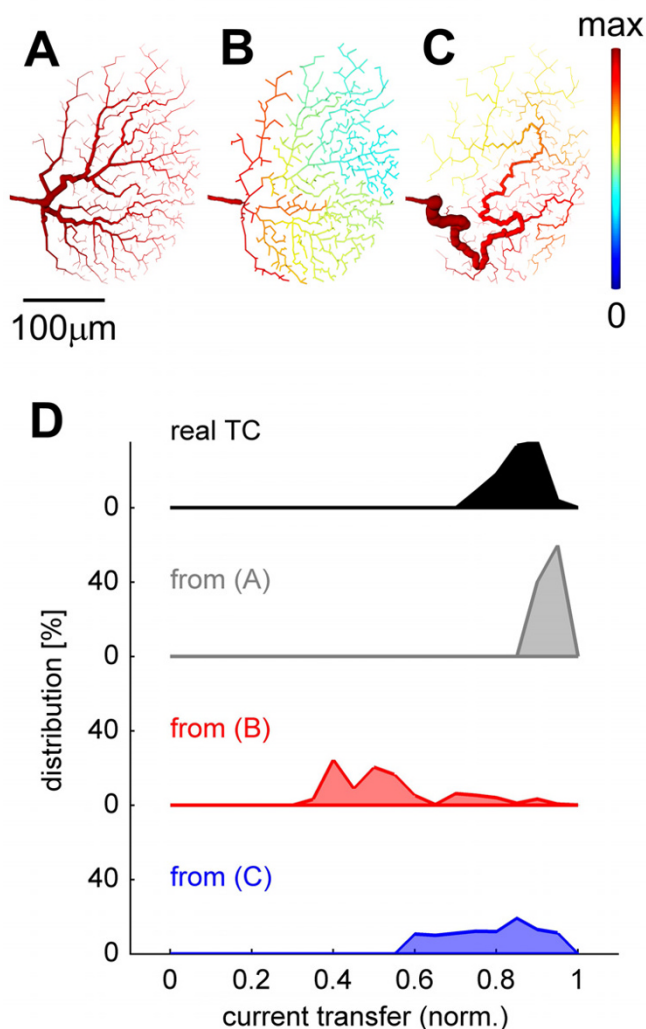 A
B
C
max
0
100μm
D
real TC
0
from (A)
40
0
from (B)
40
0
from (C)
40
0
0 0.2 0.4 0.6 0.8 1
distribution [%]
current transfer (norm.)